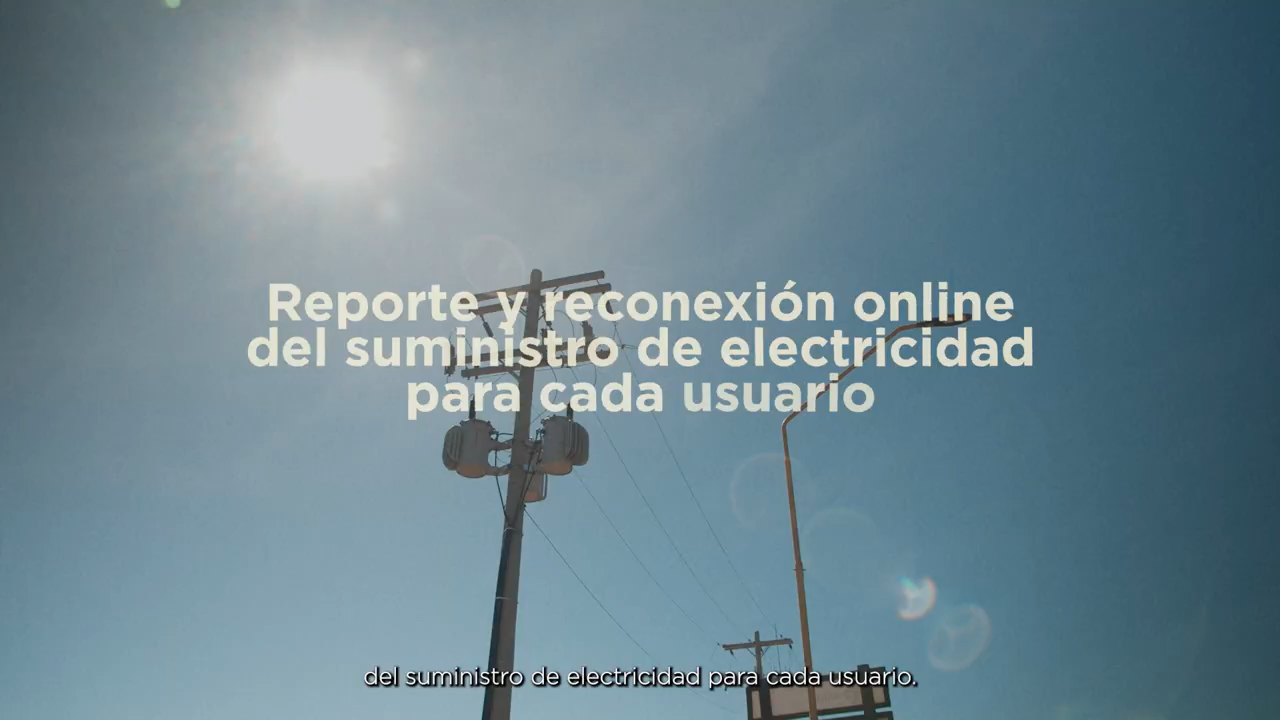 Reporte y reconexión online
del suministro de electricidad
para cada usuario
del suministro de electricidad para cada usuario.